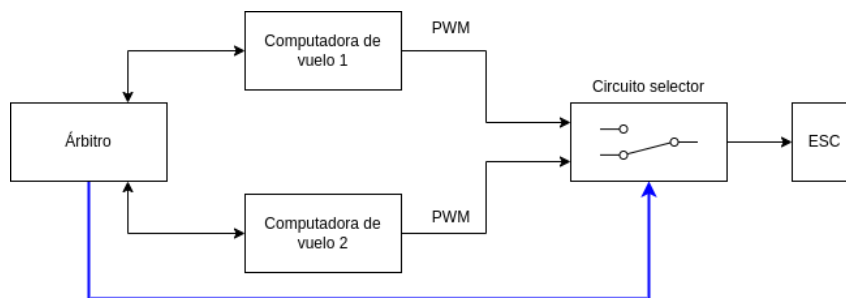 Computadora de
vuelo 1
PWM
Circuito selector
Árbitro
ESC
Computadora de
vuelo 2
PWM